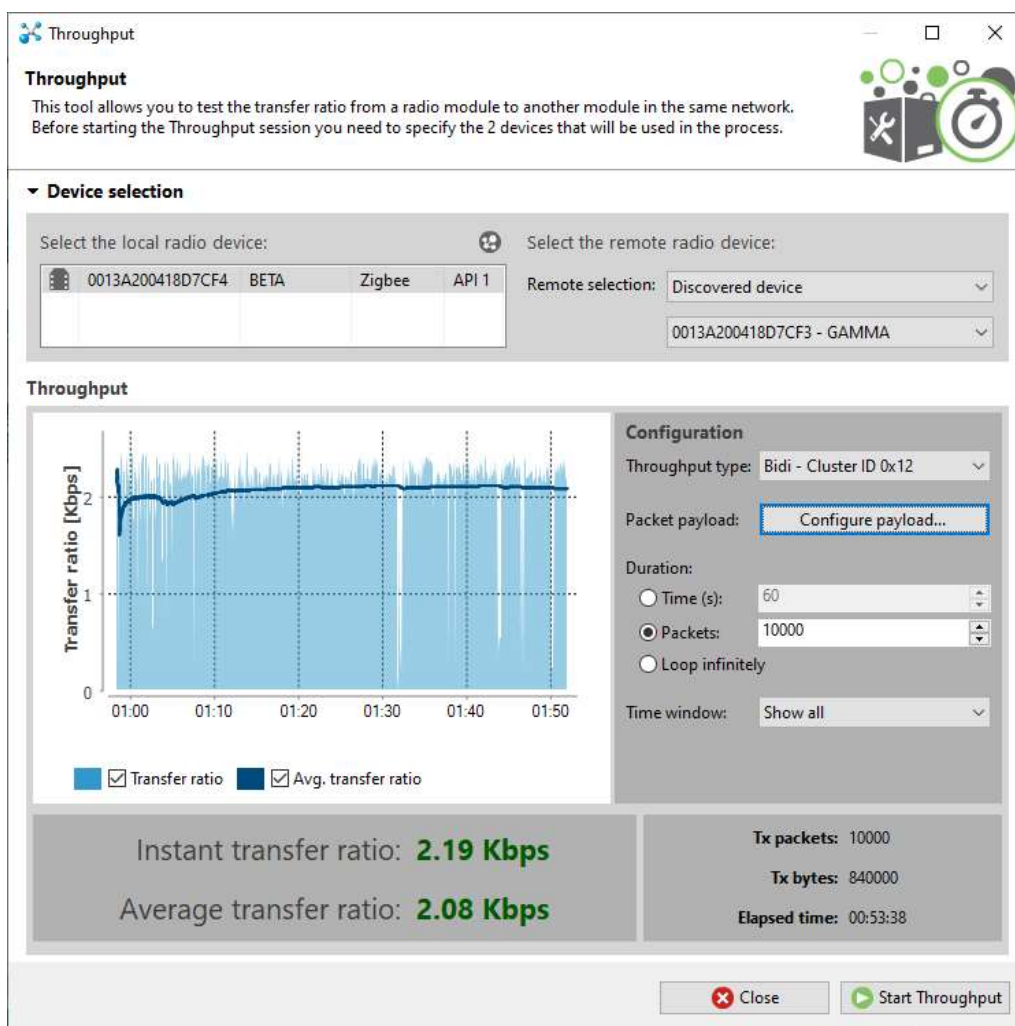 Throughput
Throughput
This tool allows you to test the transfer ratio from a radio module to another module in the same network.
Before starting the Throughput session you need to specify the 2 devices that will be used in the process.
Device selection
Select the local radio device:
0013A200418D7CF4 BETA Zigbee API 1
Select the remote radio device:
Remote selection: Discovered device
0013A200418D7CF3 - GAMMA
Throughput
Transfer ratio [Kbps]
2
1
0
01:00 01:10 01:20 01:30 01:40 01:50
Transfer ratio Avg. transfer ratio
Configuration
Throughput type: Bidi - Cluster ID 0x12
Packet payload: Configure payload...
Duration:
Time (s): 60
Packets: 10000
Loop infinitely
Time window: Show all
Instant transfer ratio: 2.19 Kbps
Average transfer ratio: 2.08 Kbps
Tx packets: 10000
Tx bytes: 840000
Elapsed time: 00:53:38
Close
Start Throughput